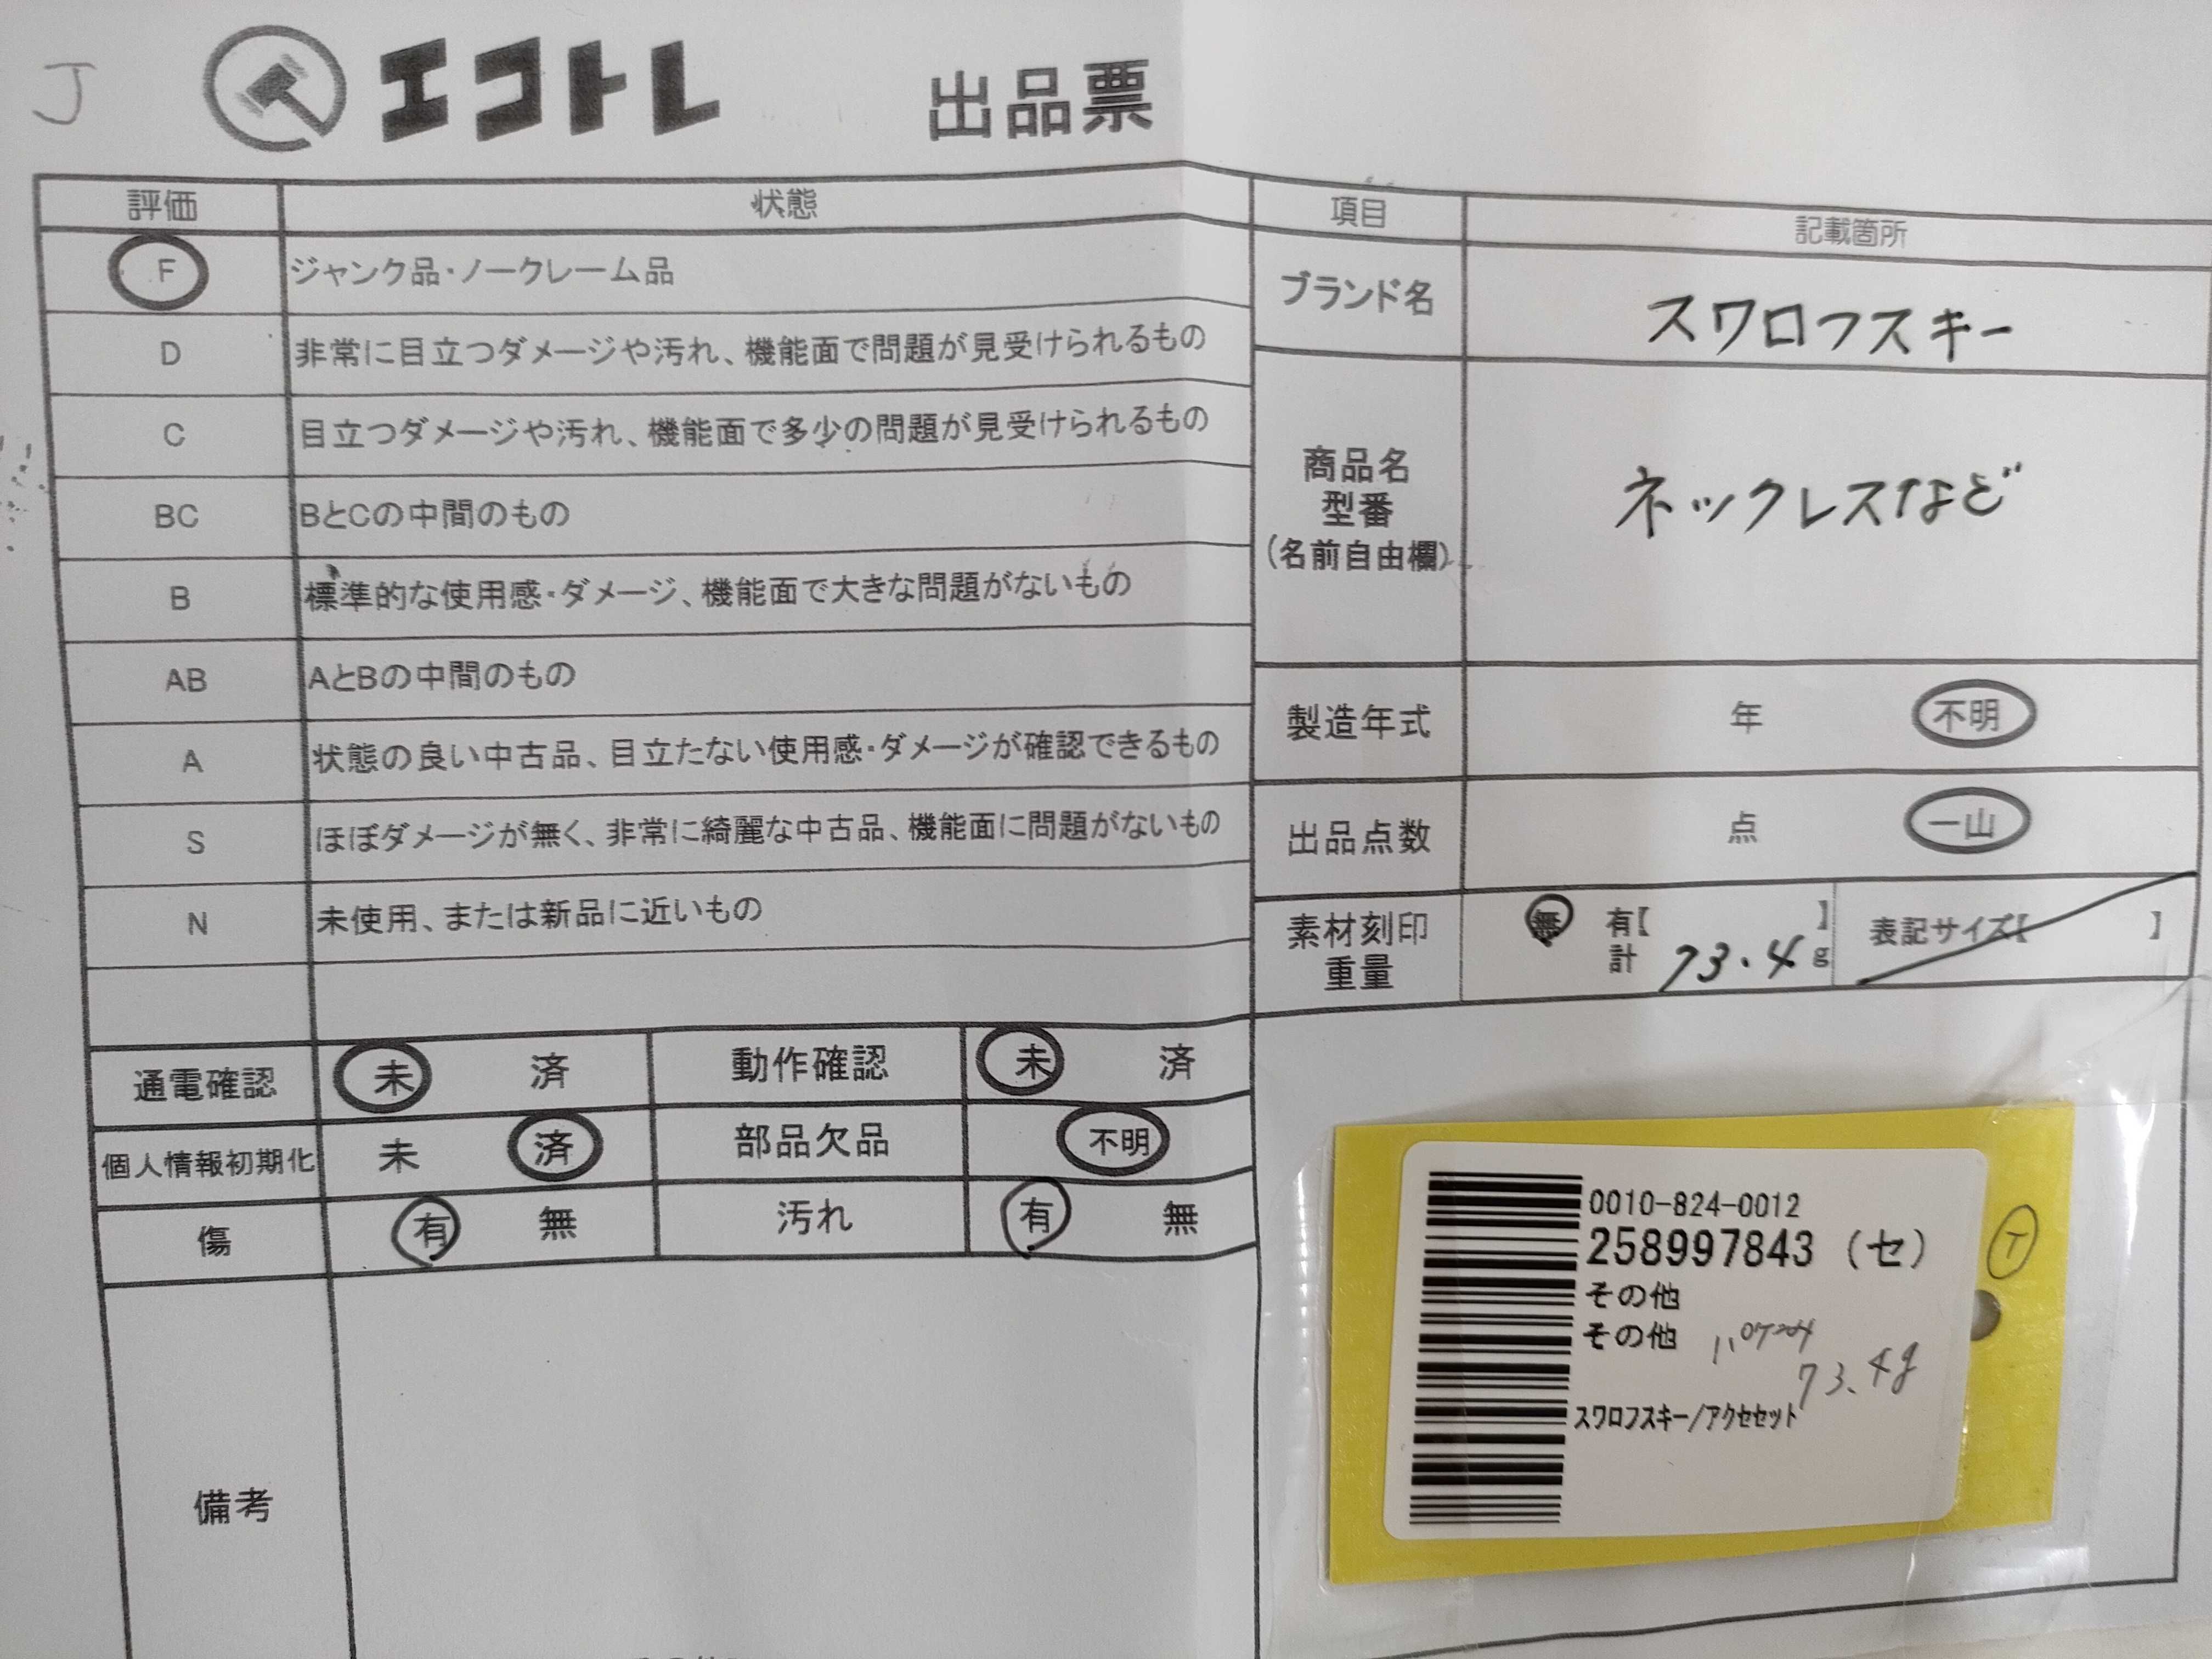 J
エコトレ 出品票
評価 状態
F ジャンク品・ノークレーム品
D 非常に目立つダメージや汚れ、機能面で問題が見受けられるもの
C 目立つダメージや汚れ、機能面で多少の問題が見受けられるもの
BC BとCの中間のもの
B 標準的な使用感・ダメージ、機能面で大きな問題がないもの
AB AとBの中間のもの
A 状態の良い中古品、目立たない使用感・ダメージが確認できるもの
S ほぼダメージが無く、非常に綺麗な中古品、機能面に問題がないもの
N 未使用、または新品に近いもの
通電確認 未 済 動作確認 未 済
個人情報初期化 未 済 部品欠品 不明
傷 有 無 汚れ 有 無
備考
項目 記載箇所
ブランド名 スワロフスキー
商品名
型番
(名前自由欄)
ネックレスなど
製造年式 年 不明
出品点数 点 一山
素材刻印
重量
無 有【 】
計 73.4 g
表記サイズ【 】
0010-824-0012
258997843 (セ)
その他
その他
73.4g
スワロフスキー/アクセセット
T